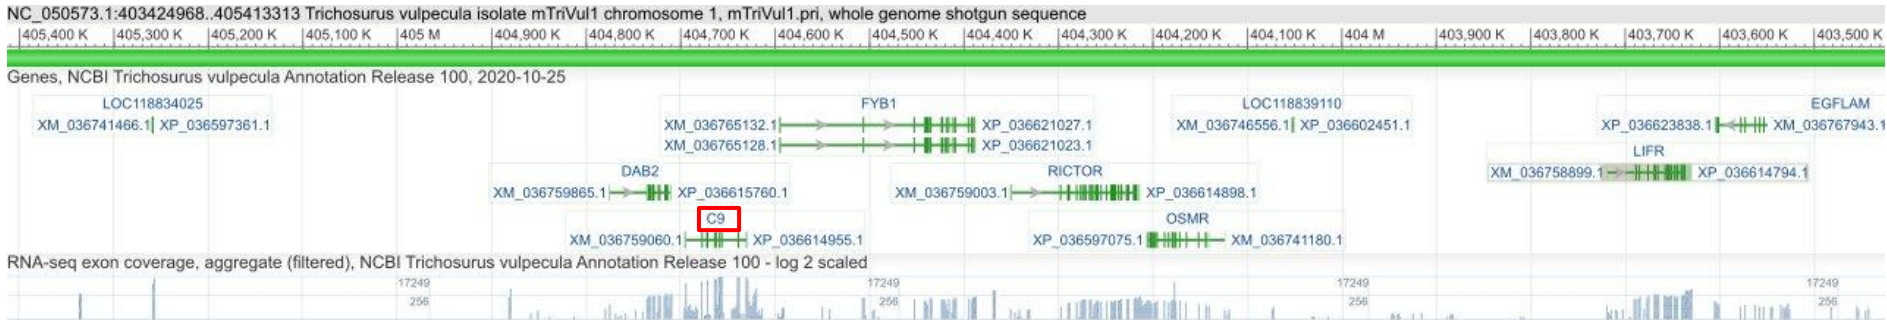 NC_050573.1:403424968..405413313 Trichosurus vulpecula isolate mTriVul1 chromosome 1, mTriVul1.pri, whole genome shotgun sequence
405,400 K 405,300 K 405,200 K 405,100 K 405 M 404,900 K 404,800 K 404,700 K 404,600 K 404,500 K 404,400 K 404,300 K 404,200 K 404,100 K 404 M 403,900 K 403,800 K 403,700 K 403,600 K 403,500 K
Genes, NCBI Trichosurus vulpecula Annotation Release 100, 2020-10-25
LOC118834025 FYB1 LOC118839110 EGFLAM
XM_036741466.1 XP_036597361.1 XM_036765132.1 XP_036621027.1 XM_036746556.1 XP_036602451.1 XP_036623838.1 XM_036767943.1
XM_036765128.1 XP_036621023.1 LIFR
DAB2 RICTOR XM_036758899.1 XP_036614794.1
XM_036759865.1 XP_036615760.1 XM_036759003.1 XP_036614898.1
C9 OSMR
XM_036759060.1 XP_036614955.1 XP_036597075.1 XM_036741180.1
RNA-seq exon coverage, aggregate (filtered), NCBI Trichosurus vulpecula Annotation Release 100 - log 2 scaled
17249 17249 17249 17249
256 256 256 256